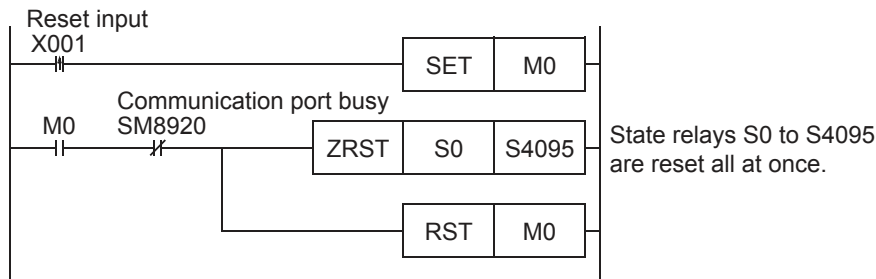 Reset input
X001
SET M0
Communication port busy
M0 SM8920
ZRST S0 S4095
State relays S0 to S4095
are reset all at once.
RST M0